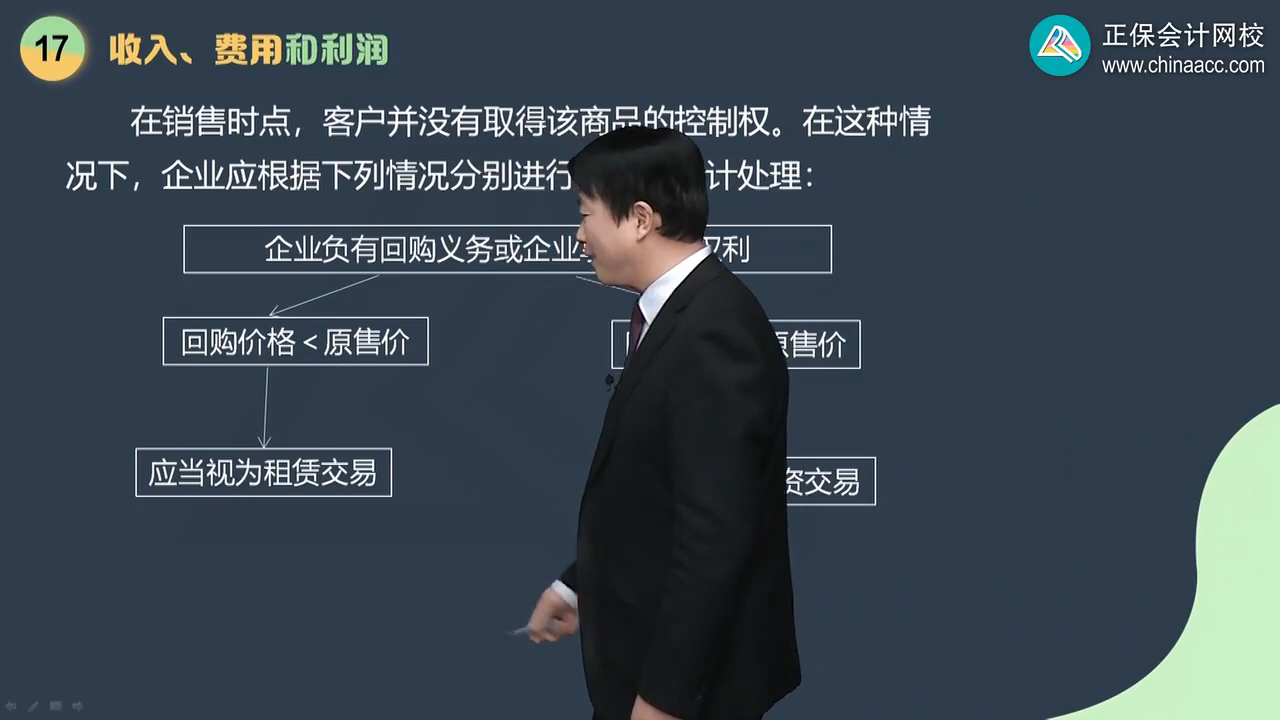 17 收入、费用和利润
正保会计网校
www.chinaacc.com
在销售时点，客户并没有取得该商品的控制权。在这种情
况下，企业应根据下列情况分别进行 计处理：
企业负有回购义务或企业 权利
回购价格＜原售价
原售价
应当视为租赁交易
资交易